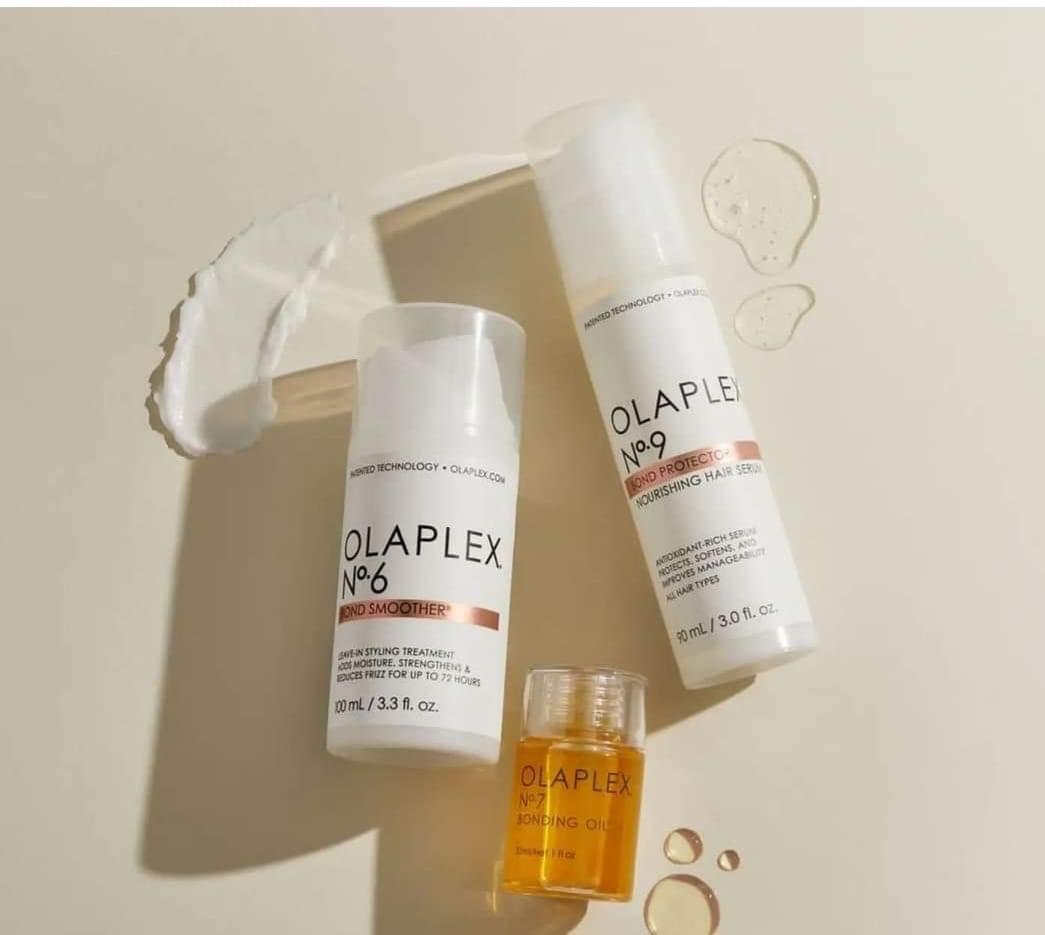 PATENTED TECHNOLOGY • OLAPLEX.COM
OLAPLEX
Nº.6
BOND SMOOTHER®
LEAVE-IN STYLING TREATMENT
ADDS MOISTURE, STRENGTHENS &
REDUCES FRIZZ FOR UP TO 72 HOURS
100 mL / 3.3 fl. oz.
PATENTED TECHNOLOGY • OLAPLEX.CO
OLAPLEX
Nº.9
BOND PROTECTOR
NOURISHING HAIR SERUM
ANTIOXIDANT-RICH SERUM
PROTECTS, SOFTENS, AND
IMPROVES MANAGEABILITY
ALL HAIR TYPES
90 mL / 3.0 fl. oz.
OLAPLEX
Nº.7
BONDING OIL
1 fl oz